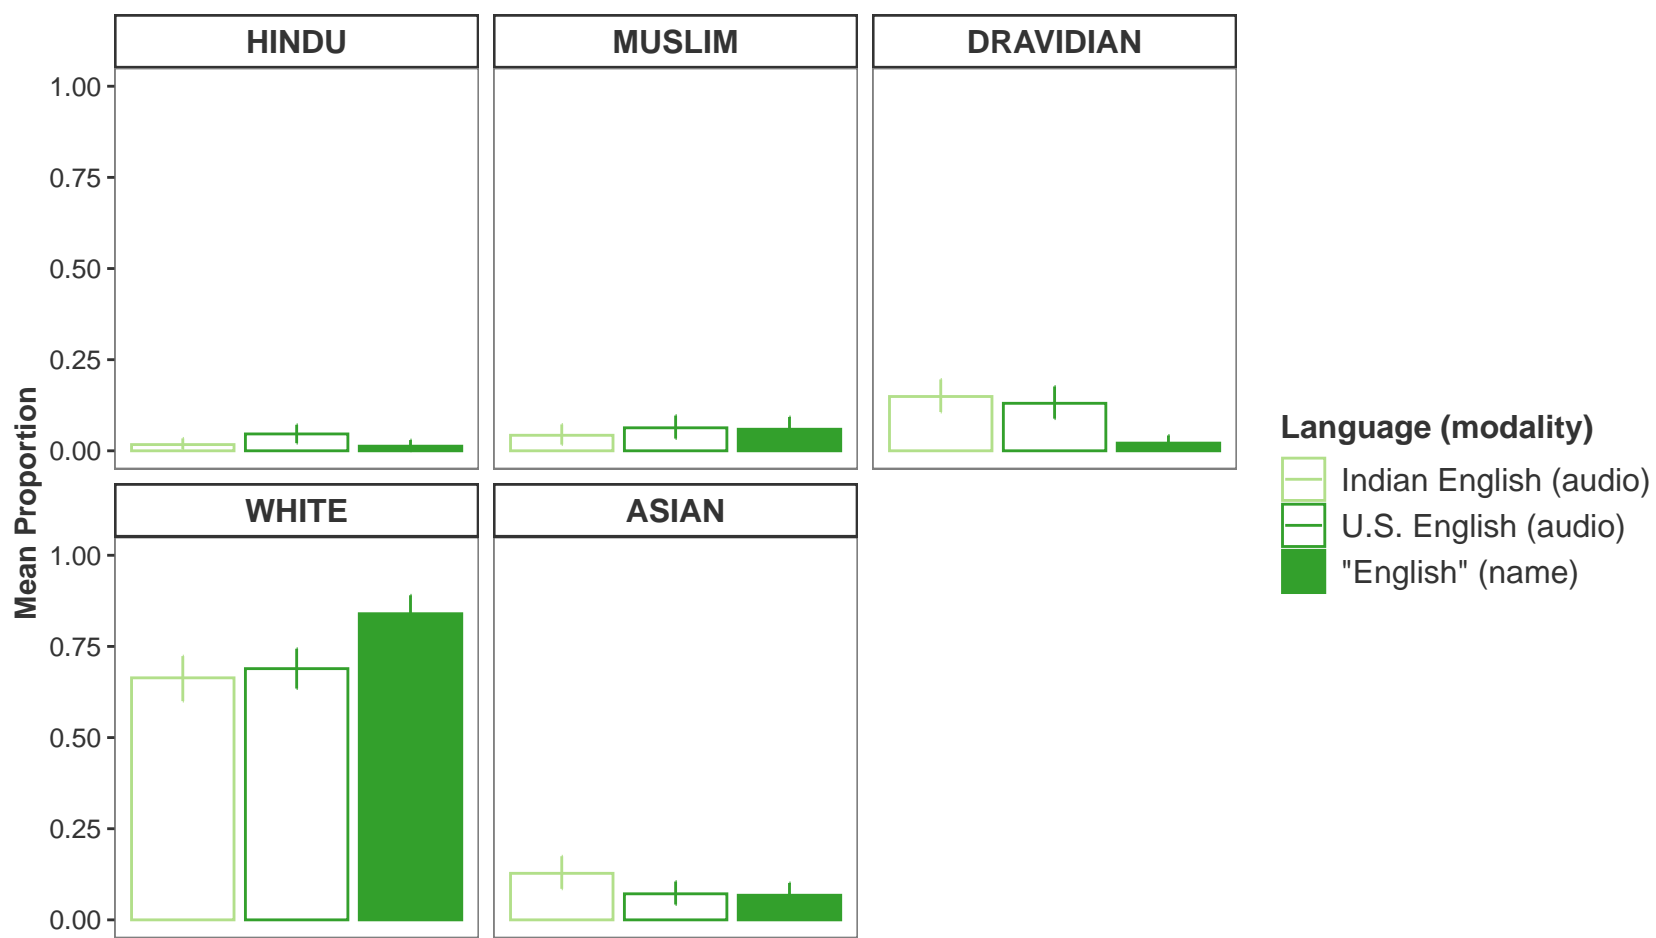 HINDU
MUSLIM
DRAVIDIAN
1.00
0.75
0.50
0.25
0.00
WHITE
ASIAN
1.00
0.75
0.50
0.25
0.00
Mean Proportion
Language (modality)
Indian English (audio)
U.S. English (audio)
"English" (name)